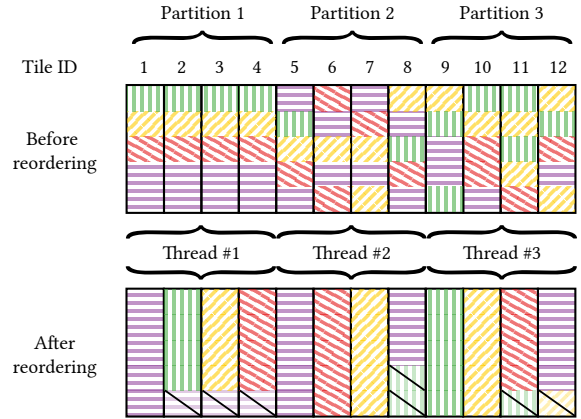 Partition 1 Partition 2 Partition 3
Tile ID 1 2 3 4 5 6 7 8 9 10 11 12
Before
reordering
Thread #1 Thread #2 Thread #3
After
reordering